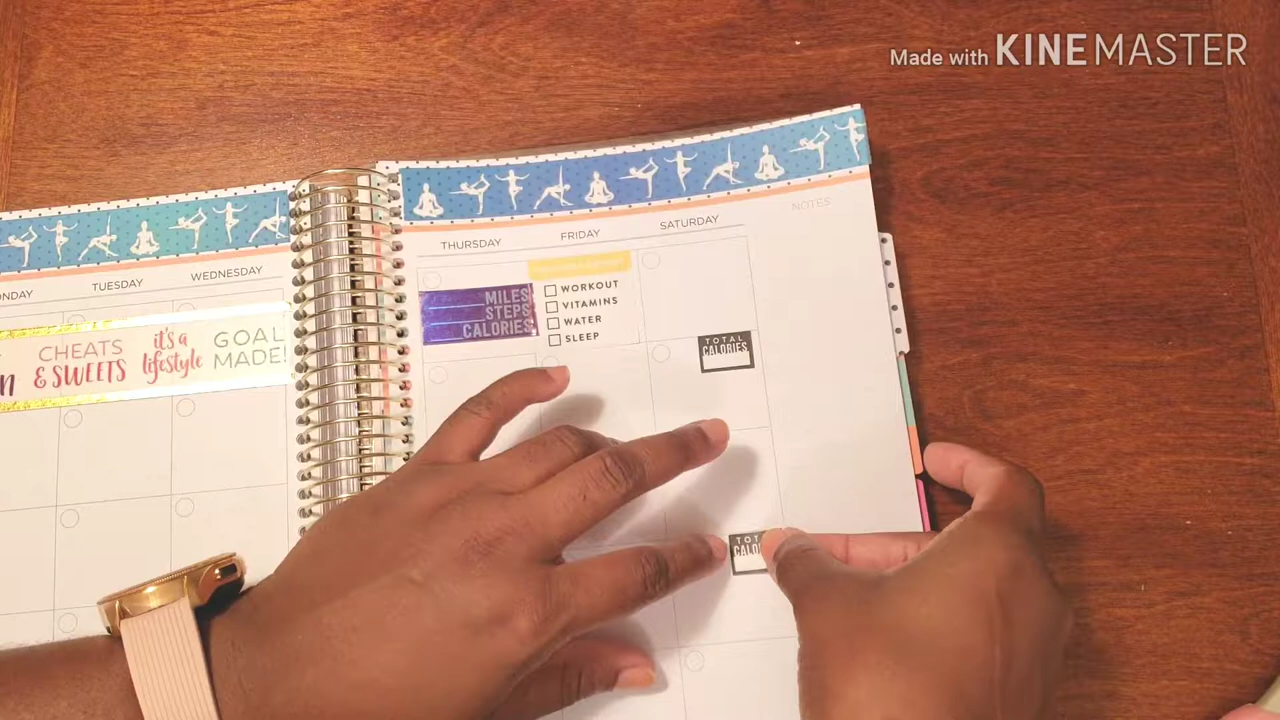 Made with KINEMASTER
NOTES
THURSDAY
FRIDAY
SATURDAY
TUESDAY
WEDNESDAY
MILES
STEPS
CALORIES
WORKOUT
VITAMINS
WATER
SLEEP
TOTAL
CALORIES
CHEATS
& SWEETS
it's a
lifestyle
GOAL
MADE!